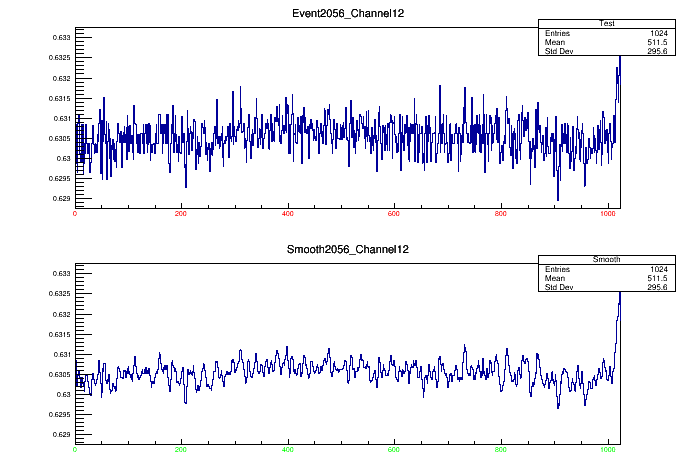 Event2056_Channel12
Test
Entries 1024
Mean 511.5
Std Dev 295.6
0.633
0.6325
0.632
0.6315
0.631
0.6305
0.63
0.6295
0.629
0 200 400 600 800 1000
Smooth2056_Channel12
Smooth
Entries 1024
Mean 511.5
Std Dev 295.6
0.633
0.6325
0.632
0.6315
0.631
0.6305
0.63
0.6295
0.629
0 200 400 600 800 1000